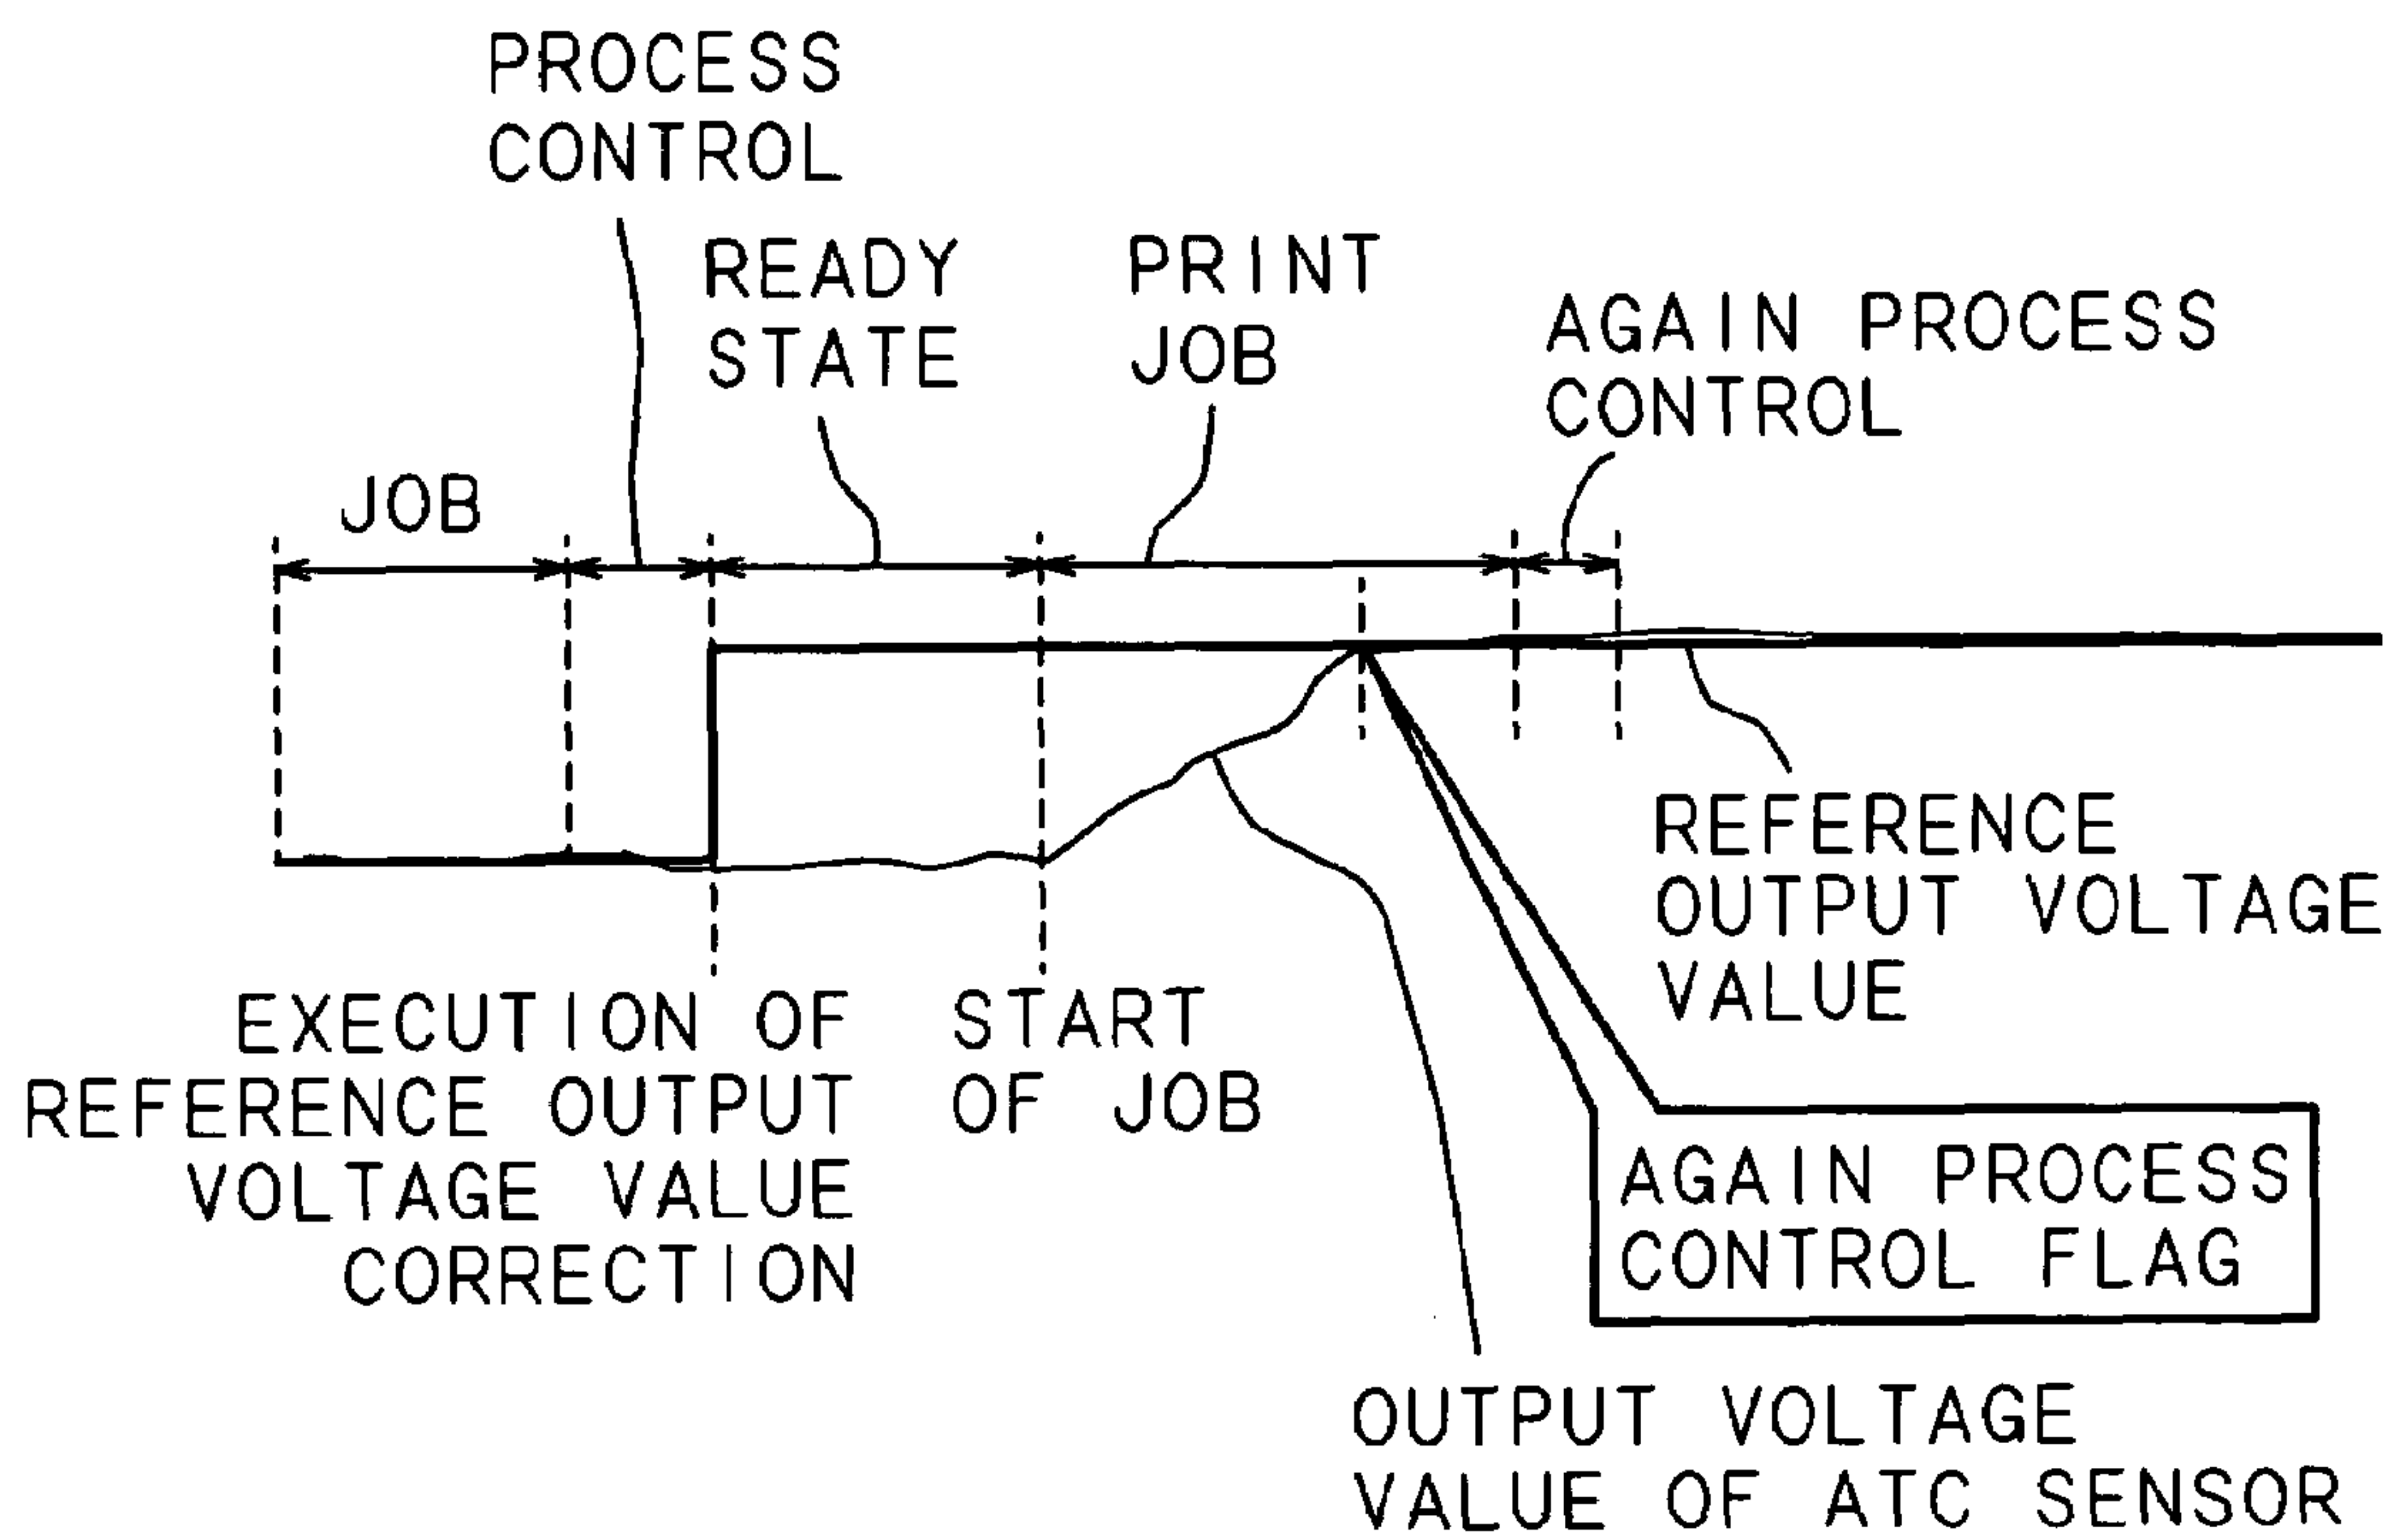 PROCESS
CONTROL
READY
STATE
PRINT
JOB
AGAIN PROCESS
CONTROL
JOB
REFERENCE
OUTPUT VOLTAGE
VALUE
EXECUTION OF
REFERENCE OUTPUT
VOLTAGE VALUE
CORRECTION
START
OF JOB
AGAIN PROCESS
CONTROL FLAG
OUTPUT VOLTAGE
VALUE OF ATC SENSOR